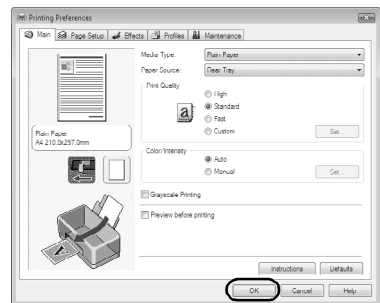 Printing Preferences
Main Page Setup Effects Profiles Maintenance
Media Type: Plain Paper
Paper Source: Rear Tray
Print Quality
High
Standard
Fast
Custom Set...
a
Plain Paper
A4 210.0x297.0mm
Color/Intensity
Auto
Manual Set...
Grayscale Printing
Preview before printing
Instructions Defaults
OK Cancel Help